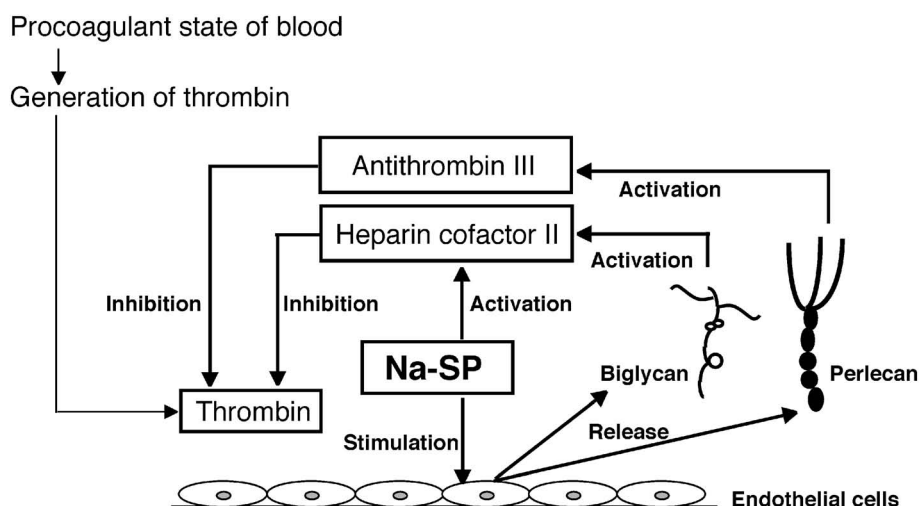 Procoagulant state of blood
Generation of thrombin
Antithrombin III
Activation
Heparin cofactor II
Activation
Inhibition
Inhibition
Activation
Na-SP
Biglycan
Perlecan
Thrombin
Release
Stimulation
Endothelial cells